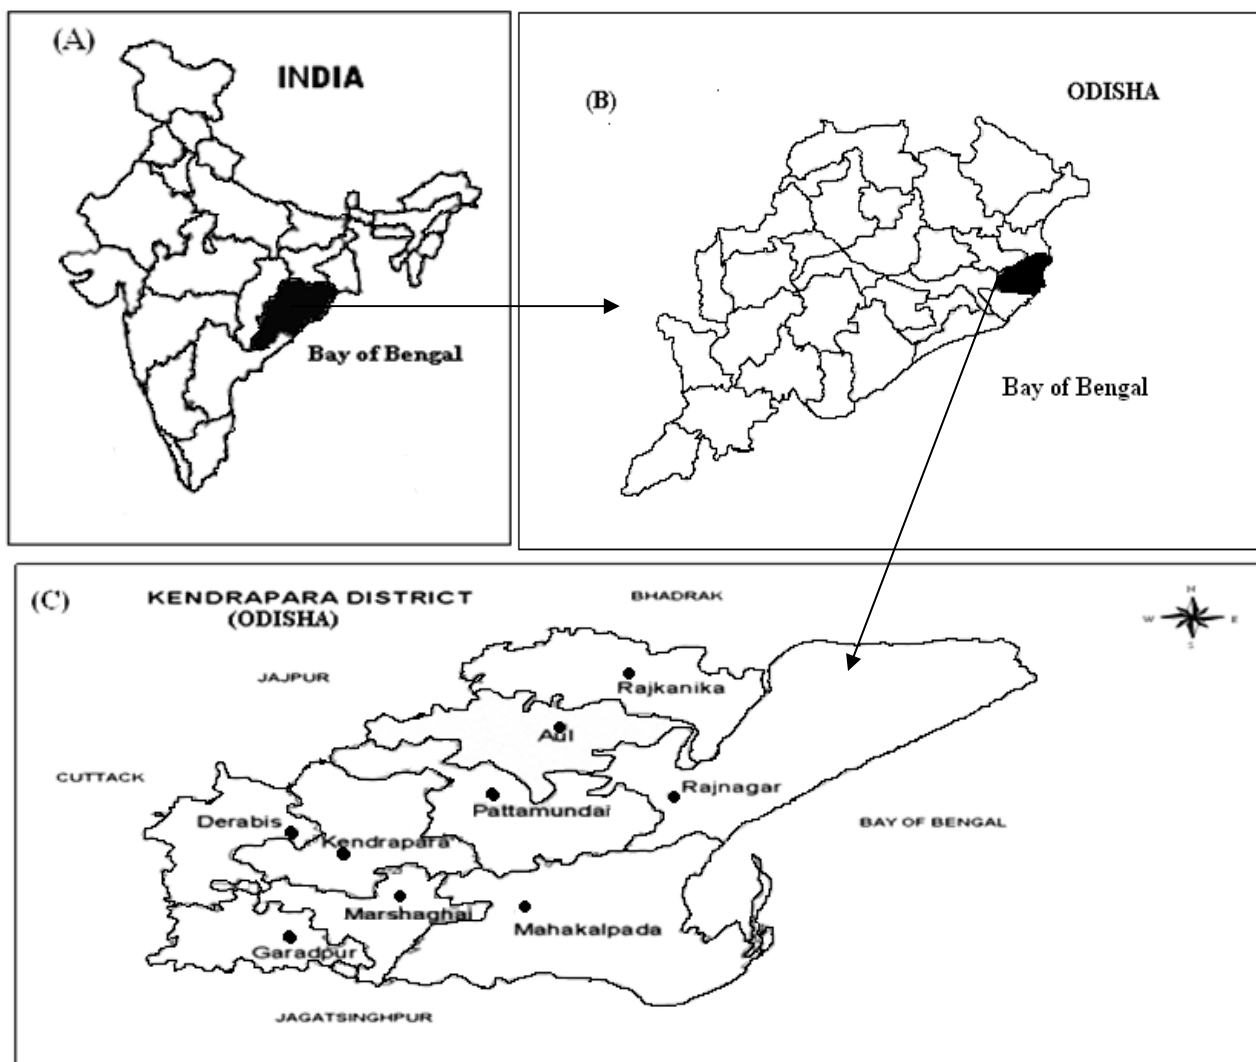 (A)
INDIA
Bay of Bengal
(B)
ODISHA
Bay of Bengal
(C)
KENDRAPARA DISTRICT
(ODISHA)
BHADRAK
N
W
E
S
JAJPUR
Rajkanika
Aul
CUTTACK
Rajnagar
Pattamundai
Derabis
BAY OF BENGAL
Kendrapara
Marshaghai
Mahakalpada
Garadpur
JAGATSINGHPUR